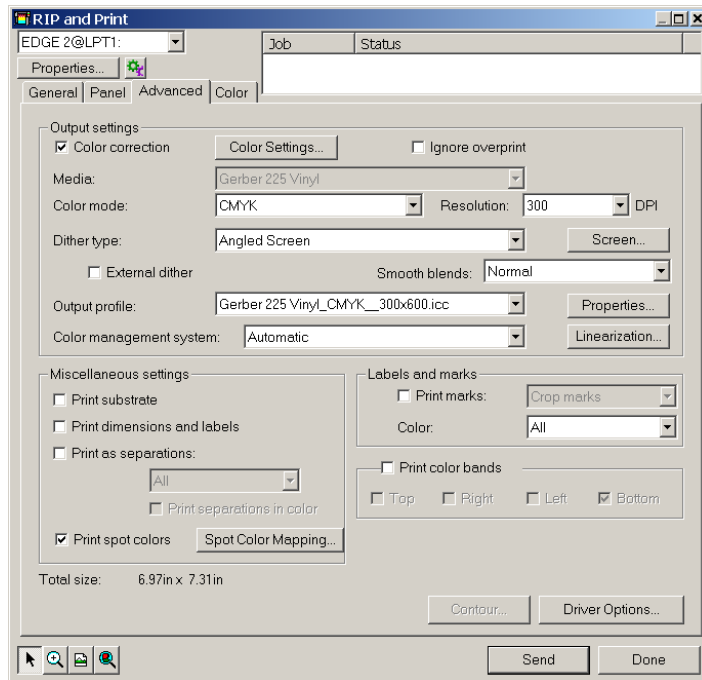 RIP and Print
EDGE 2@LPT1:
Job Status
Properties...
General Panel Advanced Color
Output settings
Color correction Color Settings... Ignore overprint
Media: Gerber 225 Vinyl
Color mode: CMYK Resolution: 300 DPI
Dither type: Angled Screen Screen...
External dither Smooth blends: Normal
Output profile: Gerber 225 Vinyl_CMYK__300x600.icc Properties...
Color management system: Automatic Linearization...
Miscellaneous settings
Print substrate
Print dimensions and labels
Print as separations:
All
Print separations in color
Print spot colors Spot Color Mapping...
Labels and marks
Print marks: Crop marks
Color: All
Print color bands
Top Right Left Bottom
Total size: 6.97in x 7.31in
Contour... Driver Options...
Send Done